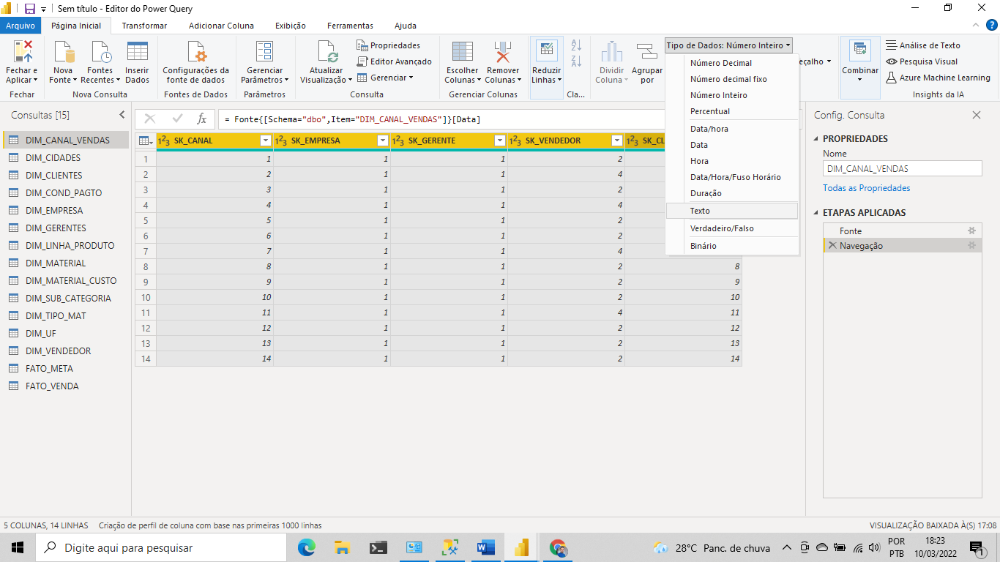 Sem título - Editor do Power Query
Arquivo Página Inicial Transformar Adicionar Coluna Exibição Ferramentas Ajuda
Fechar e Aplicar
Fechar
Nova Fonte
Fontes Recentes
Inserir Dados
Nova Consulta
Configurações da fonte de dados
Fontes de Dados
Gerenciar Parâmetros
Parâmetros
Atualizar Visualização
Propriedades
Editor Avançado
Gerenciar
Consulta
Escolher Colunas
Remover Colunas
Gerenciar Colunas
Reduzir Linhas
Cla...
Dividir Coluna
Agrupar por
Tipo de Dados: Número Inteiro
Número Decimal
Número decimal fixo
Número Inteiro
Percentual
Data/hora
Data
Hora
Data/Hora/Fuso Horário
Duração
Texto
Verdadeiro/Falso
Binário
eçalho
Combinar
Análise de Texto
Pesquisa Visual
Azure Machine Learning
Insights da IA
Consultas [15]
DIM_CANAL_VENDAS
DIM_CIDADES
DIM_CLIENTES
DIM_COND_PAGTO
DIM_EMPRESA
DIM_GERENTES
DIM_LINHA_PRODUTO
DIM_MATERIAL
DIM_MATERIAL_CUSTO
DIM_SUB_CATEGORIA
DIM_TIPO_MAT
DIM_UF
DIM_VENDEDOR
FATO_META
FATO_VENDA
fx = Fonte{[Schema="dbo",Item="DIM_CANAL_VENDAS"]}[Data]
123 SK_CANAL 123 SK_EMPRESA 123 SK_GERENTE 123 SK_VENDEDOR 123 SK_CL
1 1 1 1 2
2 2 1 1 4
3 3 1 1 2
4 4 1 1 4
5 5 1 1 2
6 6 1 1 2
7 7 1 1 4
8 8 1 1 2 8
9 9 1 1 2 9
10 10 1 1 2 10
11 11 1 1 4 11
12 12 1 1 2 12
13 13 1 1 2 13
14 14 1 1 2 14
Config. Consulta
PROPRIEDADES
Nome
DIM_CANAL_VENDAS
Todas as Propriedades
ETAPAS APLICADAS
Fonte
Navegação
5 COLUNAS, 14 LINHAS Criação de perfil de coluna com base nas primeiras 1000 linhas VISUALIZAÇÃO BAIXADA À(S) 17:08
Digite aqui para pesquisar
28°C Panc. de chuva
POR
PTB
18:23
10/03/2022
1